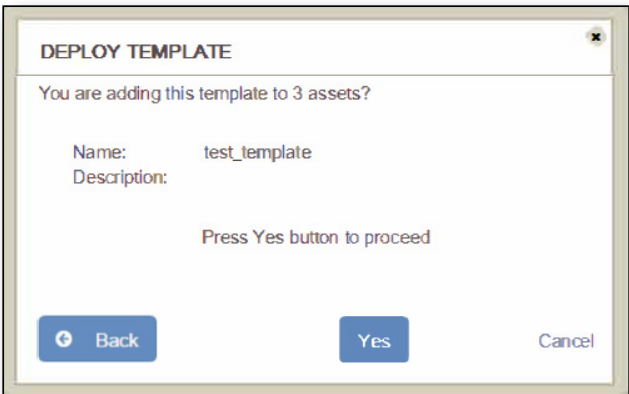 DEPLOY TEMPLATE
You are adding this template to 3 assets?
Name: test_template
Description:
Press Yes button to proceed
Back Yes Cancel